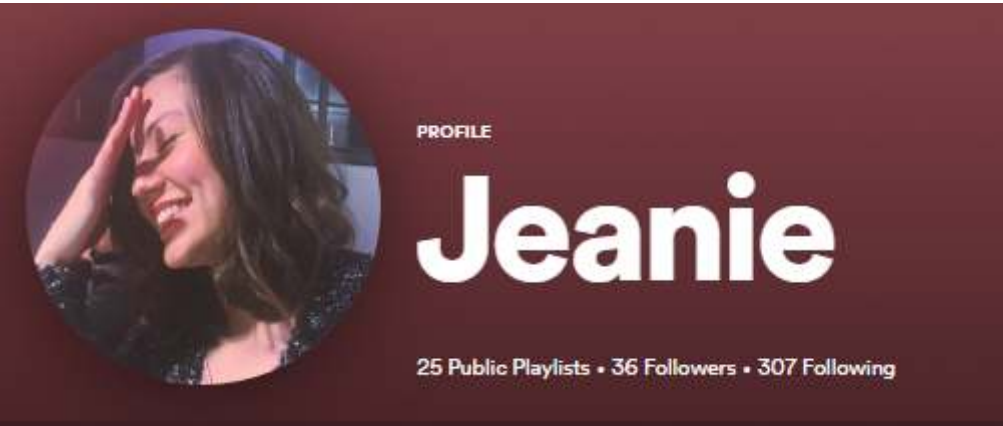 PROFILE
Jeanie
25 Public Playlists • 36 Followers • 307 Following